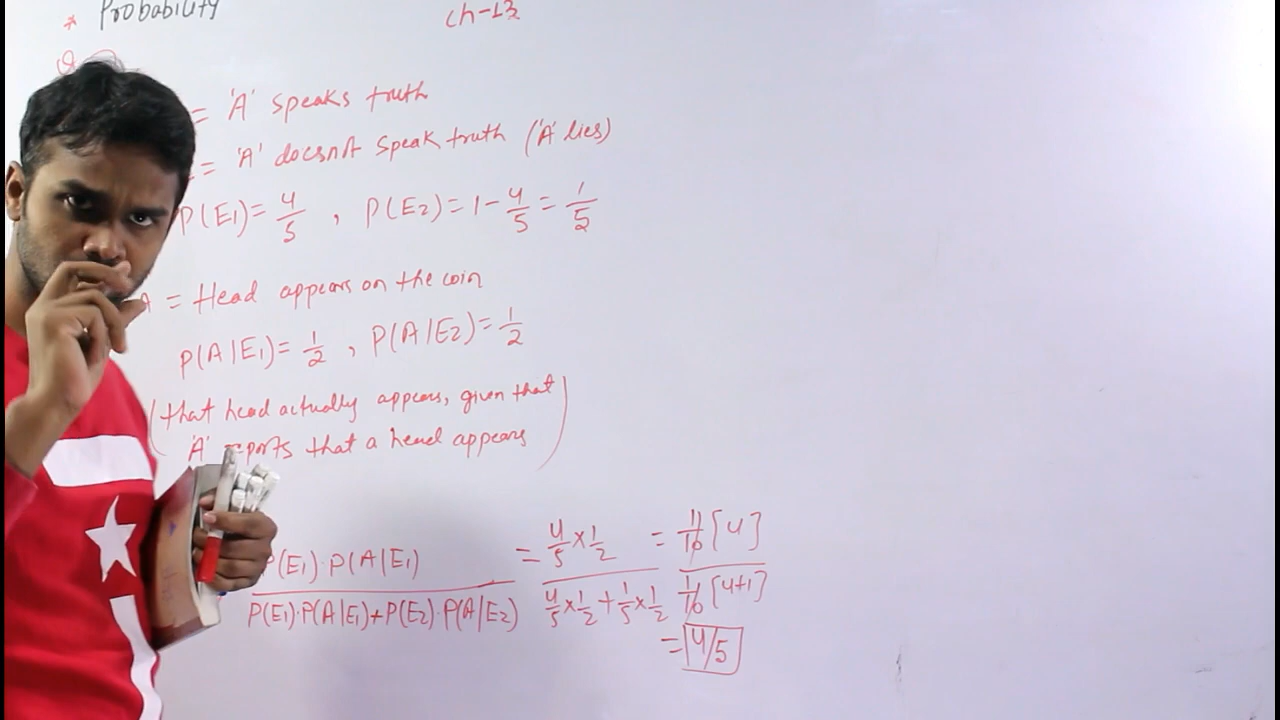 * Probability Ch-13
= 'A' speaks truth
= 'A' doesn't speak truth ('A' lies)
P(E1)= 4/5 , P(E2)= 1-4/5 = 1/5
A = Head appears on the coin
P(A|E1)= 1/2 , P(A|E2)= 1/2
(that head actually appears, given that
'A' reports that a head appears)
P(E1)·P(A|E1) / P(E1)·P(A|E1)+P(E2)·P(A|E2) = 4/5×1/2 / 4/5×1/2+1/5×1/2 = 1/10[4] / 1/10[4+1]
= 4/5